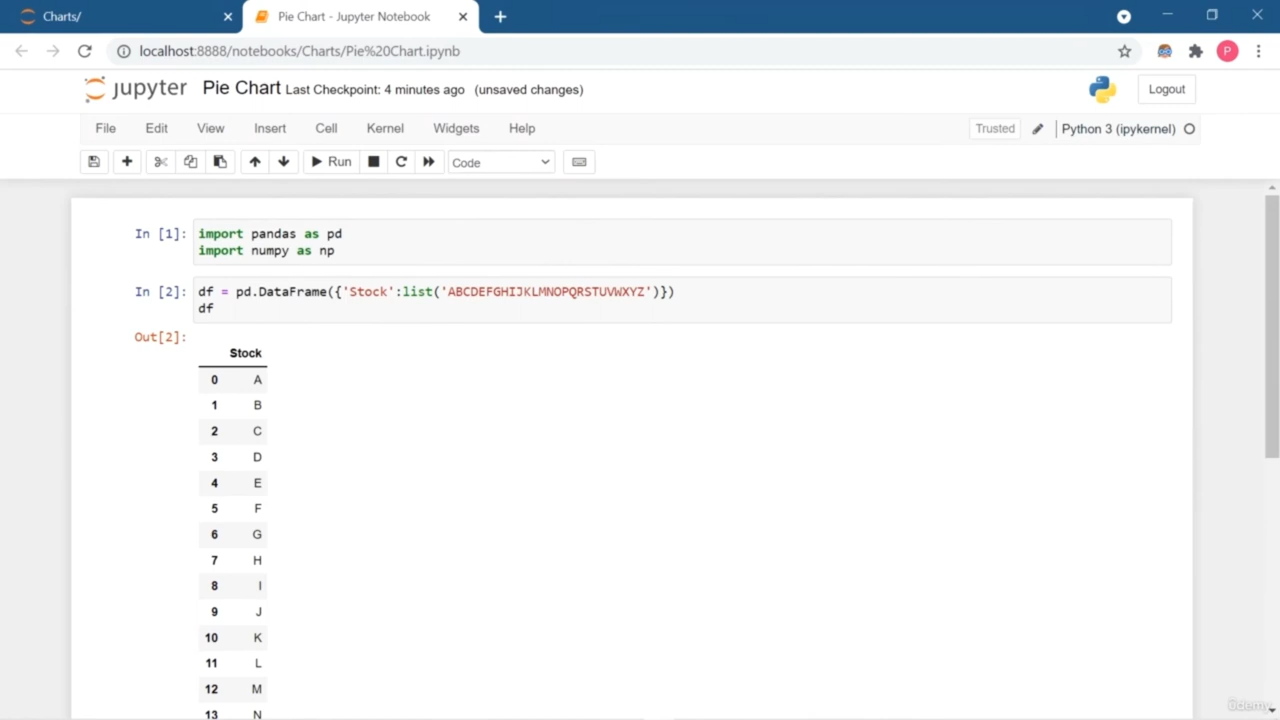 Charts/
Pie Chart - Jupyter Notebook
localhost:8888/notebooks/Charts/Pie%20Chart.ipynb
P
jupyter Pie Chart Last Checkpoint: 4 minutes ago (unsaved changes)
Logout
File Edit View Insert Cell Kernel Widgets Help
Trusted
Python 3 (ipykernel)
Run
Code
In [1]:
import pandas as pd
import numpy as np
In [2]:
df = pd.DataFrame({'Stock':list('ABCDEFGHIJKLMNOPQRSTUVWXYZ')})
df
Out[2]:
Stock
0 A
1 B
2 C
3 D
4 E
5 F
6 G
7 H
8 I
9 J
10 K
11 L
12 M
13 N
Udemy